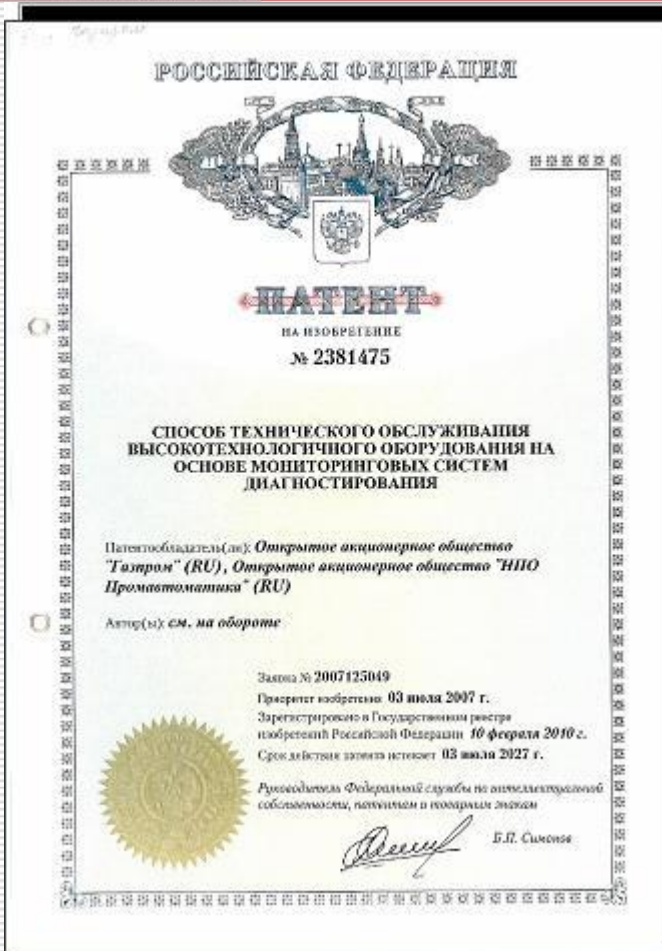 РОССИЙСКАЯ ФЕДЕРАЦИЯ
ПАТЕНТ
НА ИЗОБРЕТЕНИЕ
№ 2381475
СПОСОБ ТЕХНИЧЕСКОГО ОБСЛУЖИВАНИЯ
ВЫСОКОТЕХНОЛОГИЧНОГО ОБОРУДОВАНИЯ НА
ОСНОВЕ МОНИТОРИНГОВЫХ СИСТЕМ
ДИАГНОСТИРОВАНИЯ
Патентообладатель(ли): Открытое акционерное общество
"Газпром" (RU), Открытое акционерное общество "НПО
Промавтоматика" (RU)
Автор(ы): см. на обороте
Заявка № 2007125049
Приоритет изобретения 03 июля 2007 г.
Зарегистрировано в Государственном реестре
изобретений Российской Федерации 10 февраля 2010 г.
Срок действия патента истекает 03 июля 2027 г.
Руководитель Федеральной службы по интеллектуальной
собственности, патентам и товарным знакам
Б.П. Симонов